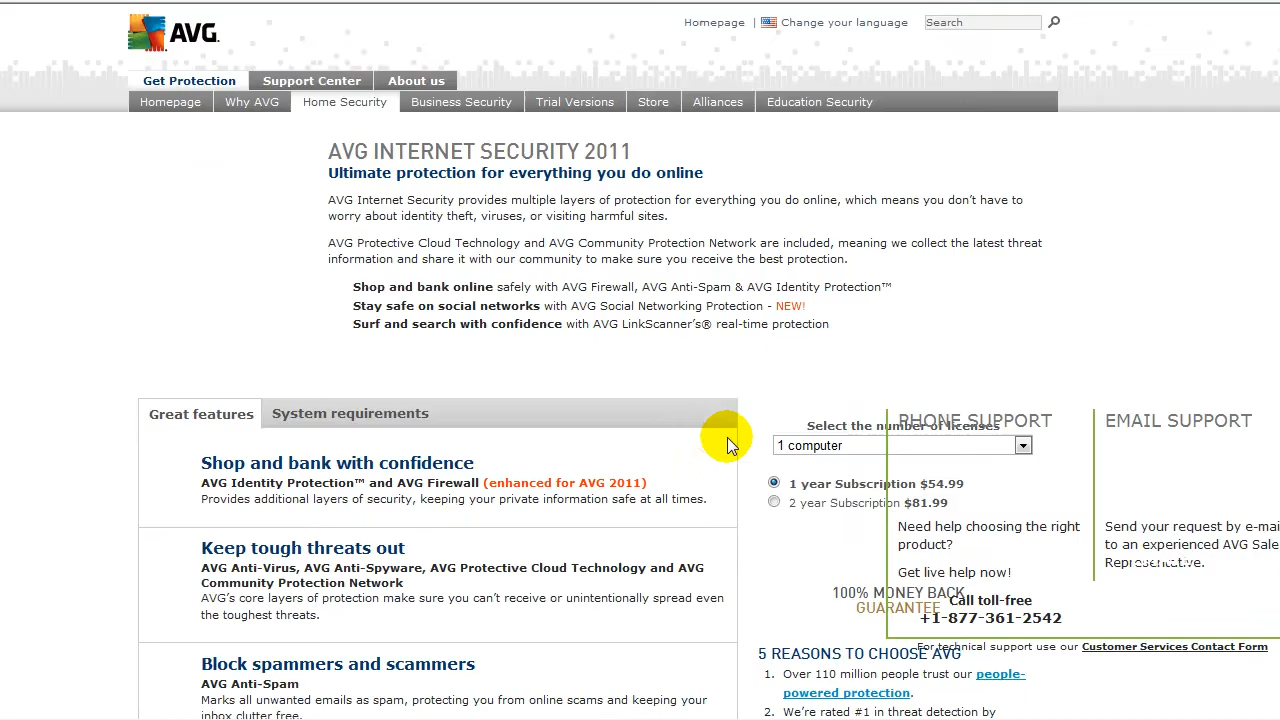 AVG.
Homepage | Change your language
Search
Get Protection
Support Center
About us
Homepage
Why AVG
Home Security
Business Security
Trial Versions
Store
Alliances
Education Security
AVG INTERNET SECURITY 2011
Ultimate protection for everything you do online
AVG Internet Security provides multiple layers of protection for everything you do online, which means you don't have to
worry about identity theft, viruses, or visiting harmful sites.
AVG Protective Cloud Technology and AVG Community Protection Network are included, meaning we collect the latest threat
information and share it with our community to make sure you receive the best protection.
Shop and bank online safely with AVG Firewall, AVG Anti-Spam & AVG Identity Protection™
Stay safe on social networks with AVG Social Networking Protection - NEW!
Surf and search with confidence with AVG LinkScanner's® real-time protection
Great features
System requirements
Shop and bank with confidence
AVG Identity Protection™ and AVG Firewall (enhanced for AVG 2011)
Provides additional layers of security, keeping your private information safe at all times.
Keep tough threats out
AVG Anti-Virus, AVG Anti-Spyware, AVG Protective Cloud Technology and AVG
Community Protection Network
AVG's core layers of protection make sure you can't receive or unintentionally spread even
the toughest threats.
Block spammers and scammers
AVG Anti-Spam
Marks all unwanted emails as spam, protecting you from online scams and keeping your
inbox clutter free.
Select the number of licenses
1 computer
1 year Subscription $54.99
2 year Subscription $81.99
100% MONEY BACK
GUARANTEE
5 REASONS TO CHOOSE AVG
1. Over 110 million people trust our people-
powered protection.
2. We're rated #1 in threat detection by
PHONE SUPPORT
Need help choosing the right
product?
Get live help now!
Call toll-free
+1-877-361-2542
EMAIL SUPPORT
Send your request by e-mai
to an experienced AVG Sale
Representative.
For technical support use our Customer Services Contact Form